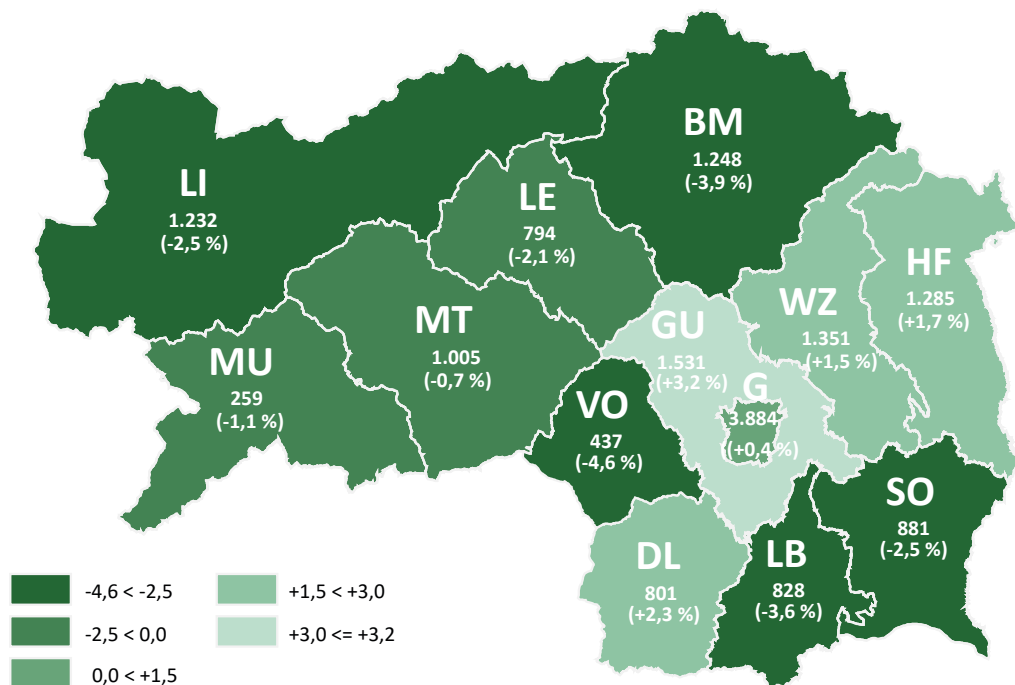 BM
1.248
(-3,9 %)
LI
1.232
(-2,5 %)
LE
794
(-2,1 %)
HF
1.285
(+1,7 %)
WZ
1.351
(+1,5 %)
MT
1.005
(-0,7 %)
GU
1.531
(+3,2 %)
MU
259
(-1,1 %)
G
3.884
(+0,4 %)
VO
437
(-4,6 %)
SO
881
(-2,5 %)
DL
801
(+2,3 %)
LB
828
(-3,6 %)
-4,6 < -2,5
-2,5 < 0,0
0,0 < +1,5
+1,5 < +3,0
+3,0 <= +3,2